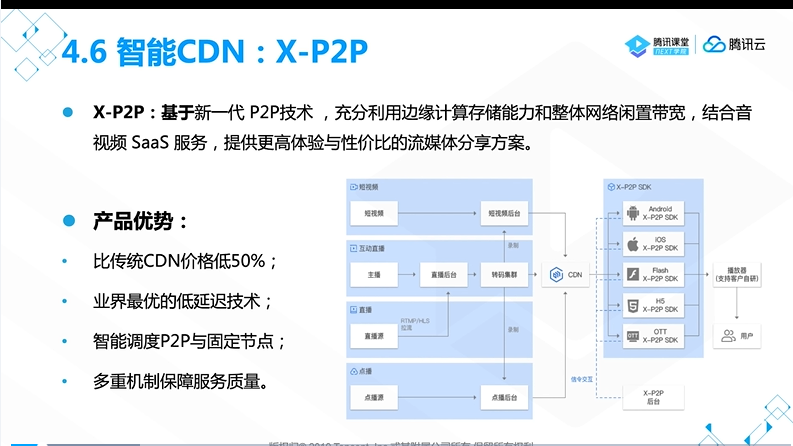 4.6 智能CDN：X-P2P
腾讯课堂
NEXT学院
腾讯云
X-P2P：基于新一代 P2P技术 ，充分利用边缘计算存储能力和整体网络闲置带宽，结合音
视频 SaaS 服务，提供更高体验与性价比的流媒体分享方案。
产品优势：
比传统CDN价格低50%；
业界最优的低延迟技术；
智能调度P2P与固定节点；
多重机制保障服务质量。
短视频
短视频
短视频后台
录制
互动直播
主播
直播后台
转码集群
CDN
直播
直播源
RTMP/HLS
拉流
录制
点播
点播源
点播后台
信令交互
X-P2P SDK
Android
X-P2P SDK
iOS
X-P2P SDK
Flash
X-P2P SDK
H5
X-P2P SDK
OTT
X-P2P SDK
播放器
(支持客户自研)
用户
X-P2P
后台